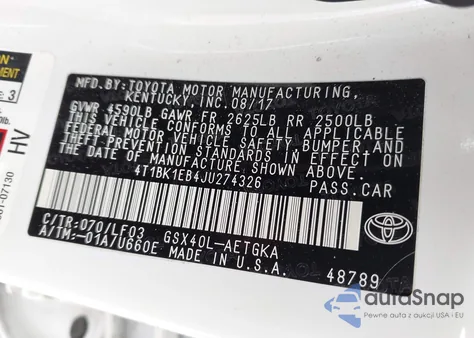 MFD.BY:TOYOTA MOTOR MANUFACTURING,
KENTUCKY, INC. 08/17
GVWR 4590LB GAWR FR 2625LB RR 2500LB
THIS VEHICLE CONFORMS TO ALL APPLICABLE
FEDERAL MOTOR VEHICLE SAFETY, BUMPER, AND
THEFT PREVENTION STANDARDS IN EFFECT ON
THE DATE OF MANUFACTURE SHOWN ABOVE.
4T1BK1EB4JU274326 PASS.CAR
C/TR:070/LF03 GSX40L-AETGKA
A/TM:-01A/U660E MADE IN U.S.A.
48789
TOYOTA
HV
autoSnap
Pewne auta z aukcji USA i EU